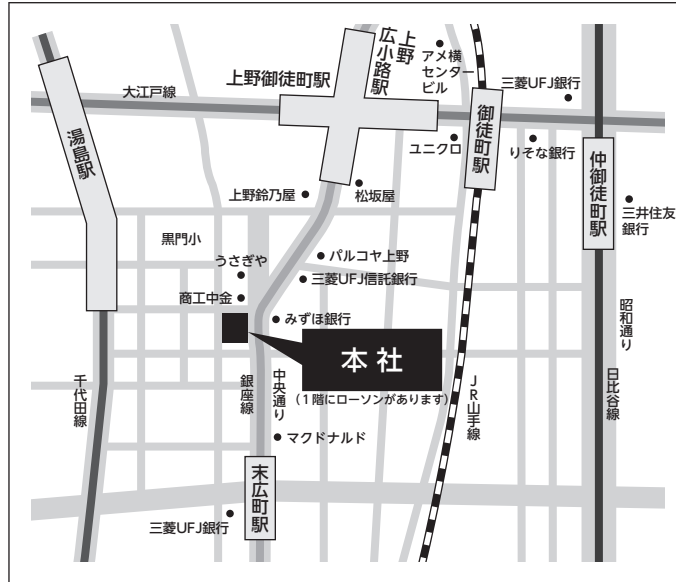 上野
広小路駅
アメ横
センター
ビル
上野御徒町駅
三菱UFJ銀行
大江戸線
御徒町駅
湯島駅
ユニクロ
りそな銀行
仲御徒町駅
上野鈴乃屋
松坂屋
三井住友
銀行
黒門小
パルコヤ上野
うさぎや
三菱UFJ信託銀行
商工中金
みずほ銀行
昭和通り
本社
(1階にローソンがあります)
千代田線
銀座線
中央通り
JR山手線
日比谷線
マクドナルド
末広町駅
三菱UFJ銀行